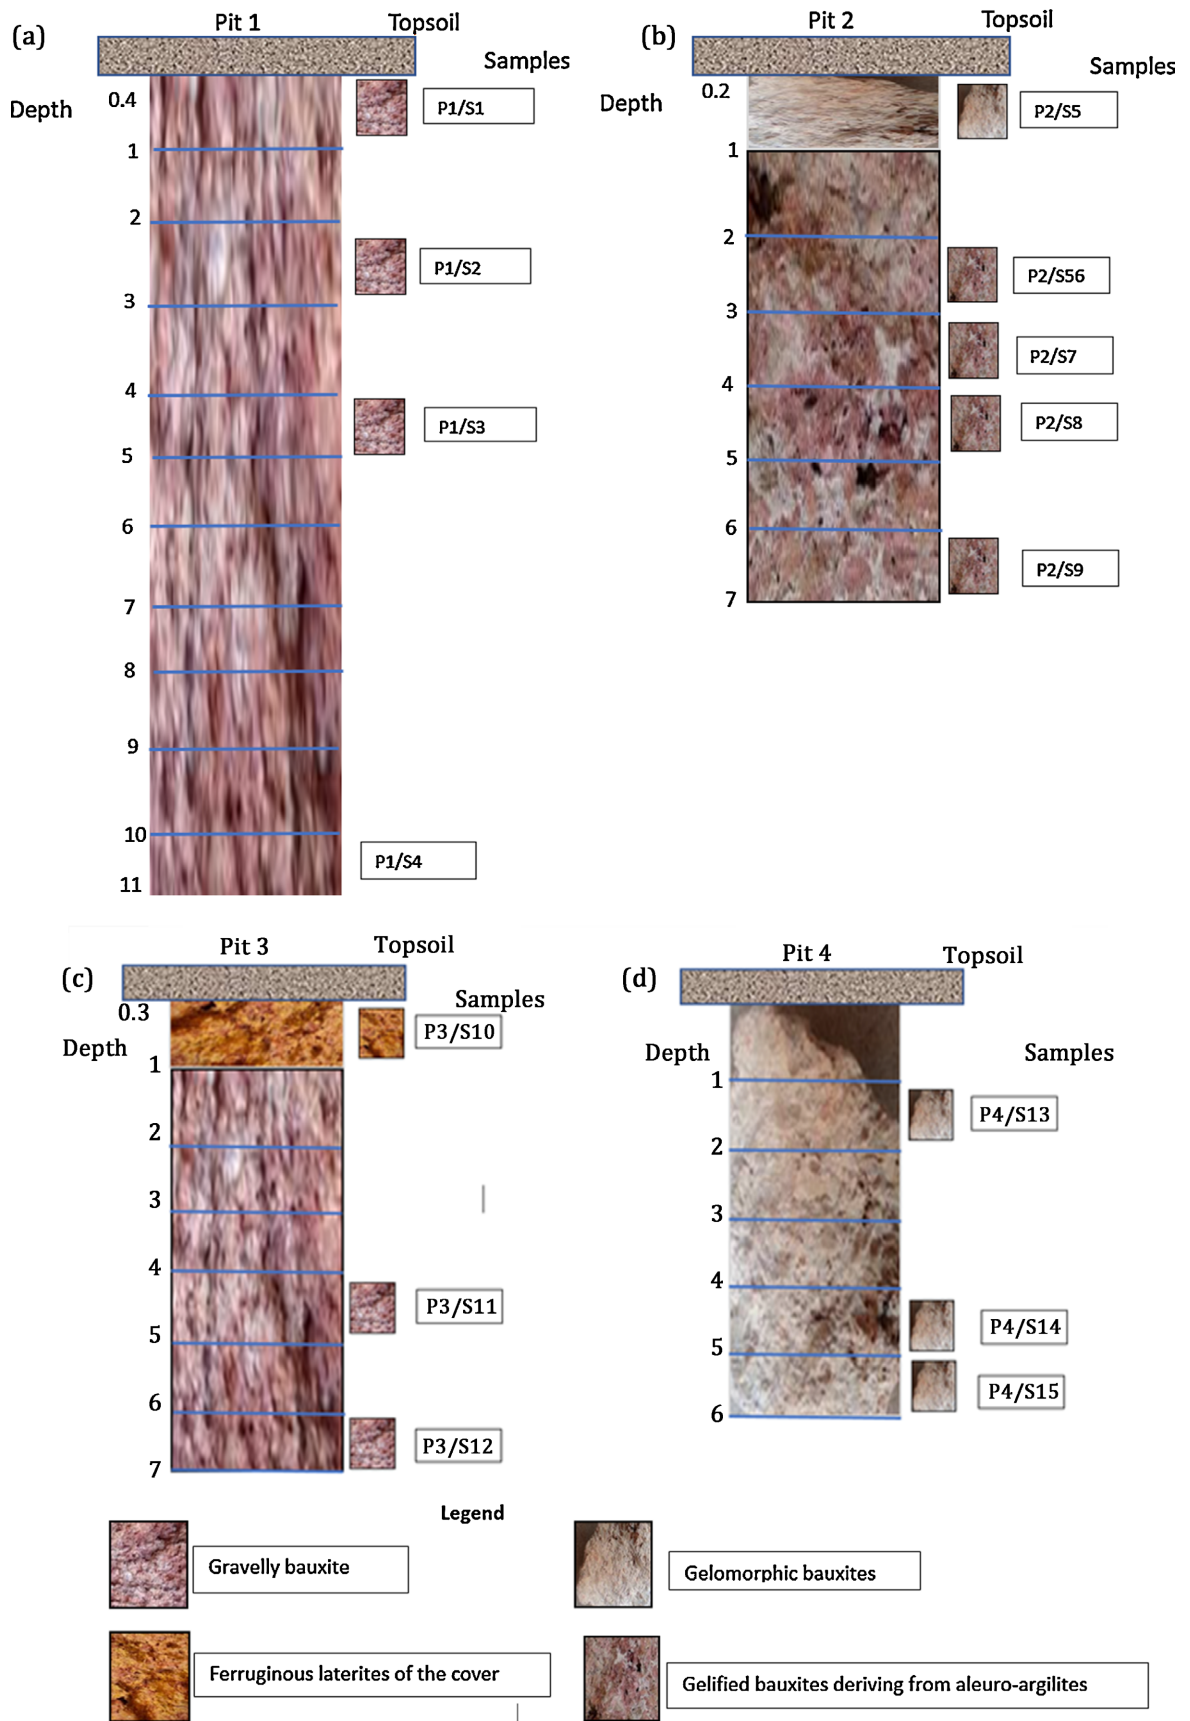 (a)
Pit 1
Topsoil
Samples
Depth
0.4
P1/S1
1
2
P1/S2
3
4
P1/S3
5
6
7
8
9
10
P1/S4
11
(b)
Pit 2
Topsoil
Samples
Depth
0.2
P2/S5
1
2
P2/S56
3
P2/S7
4
P2/S8
5
6
P2/S9
7
(c)
Pit 3
Topsoil
Samples
0.3
P3/S10
Depth
1
2
3
4
P3/S11
5
6
P3/S12
7
(d)
Pit 4
Topsoil
Depth
Samples
1
P4/S13
2
3
4
P4/S14
5
P4/S15
6
Legend
Gravelly bauxite
Gelomorphic bauxites
Ferruginous laterites of the cover
Gelified bauxites deriving from aleuro-argilites